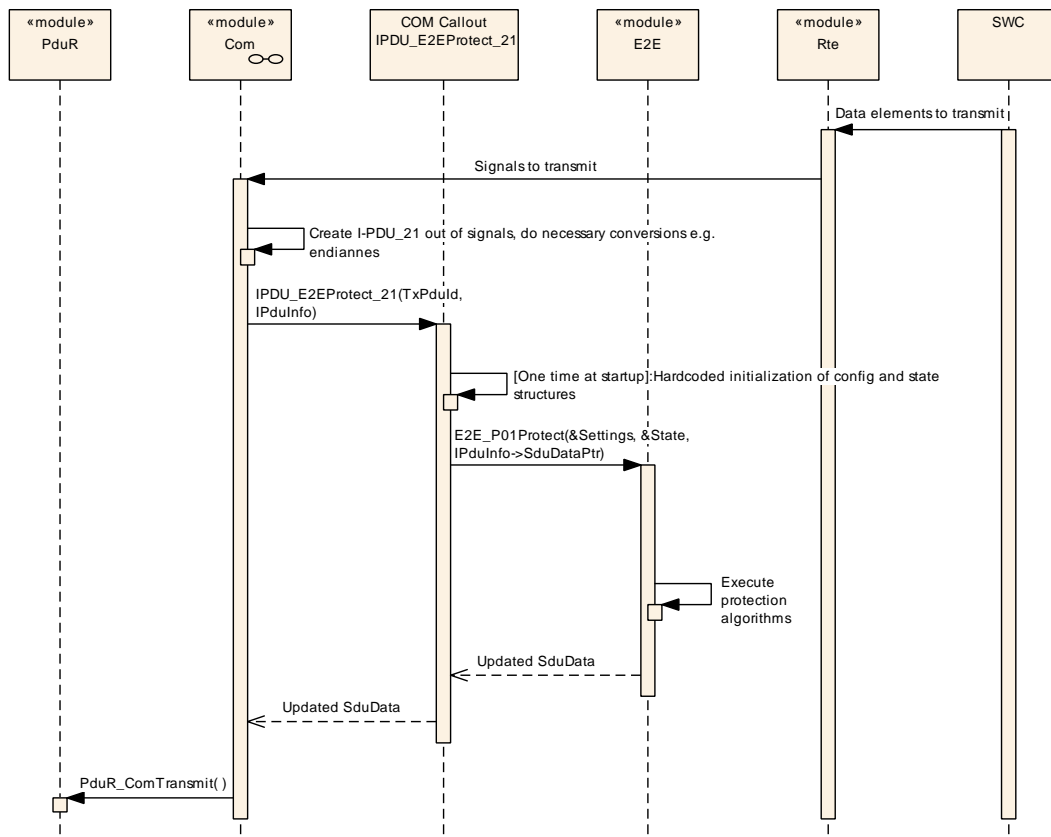 «module»
PduR
«module»
Com
COM Callout
IPDU_E2EProtect_21
«module»
E2E
«module»
Rte
SWC
Data elements to transmit
Signals to transmit
Create I-PDU_21 out of signals, do necessary conversions e.g.
endiannes
IPDU_E2EProtect_21(TxPduId,
IPduInfo)
[One time at startup]:Hardcoded initialization of config and state
structures
E2E_P01Protect(&Settings, &State,
IPduInfo->SduDataPtr)
Execute
protection
algorithms
Updated SduData
Updated SduData
PduR_ComTransmit( )